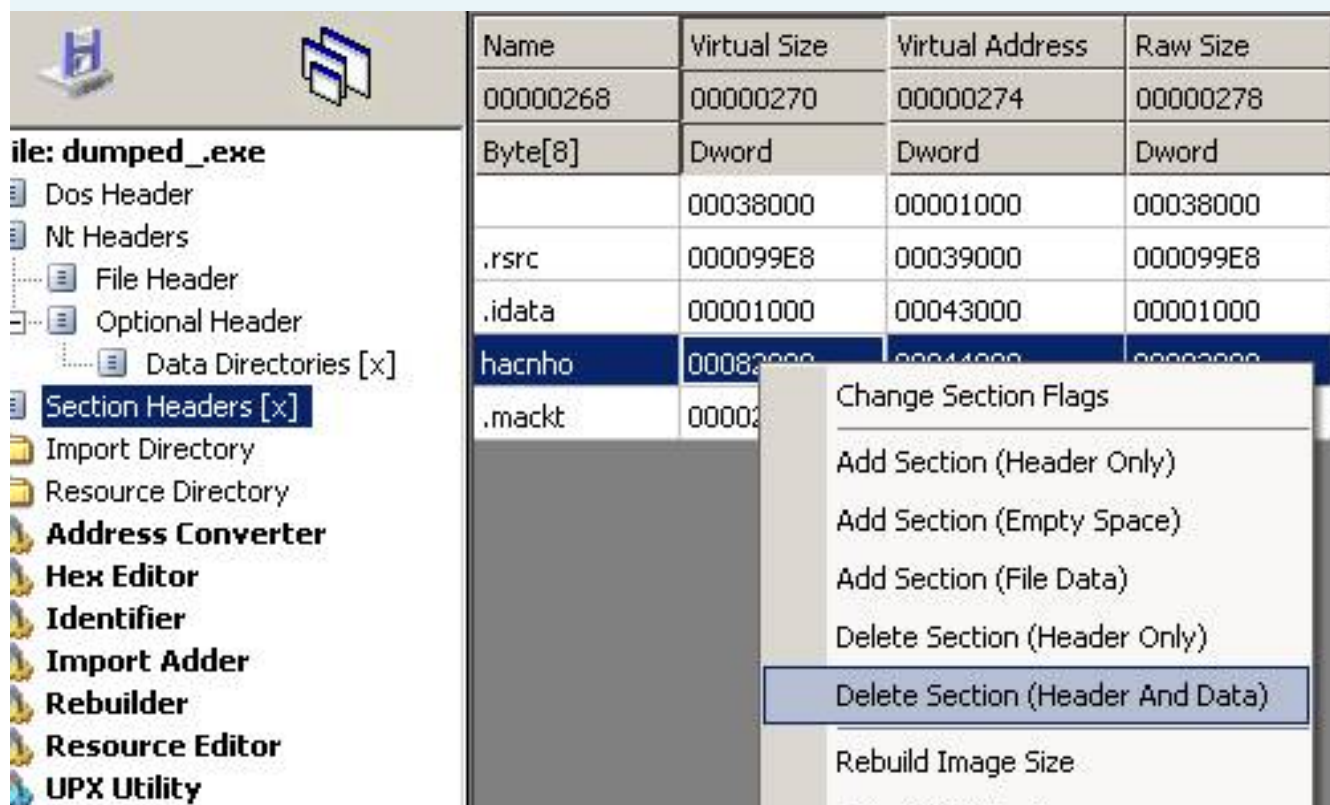 Name Virtual Size Virtual Address Raw Size
00000268 00000270 00000274 00000278
Byte[8] Dword Dword Dword
00038000 00001000 00038000
.rsrc 000099E8 00039000 000099E8
.idata 00001000 00043000 00001000
hacnho
.mackt
ile: dumped_.exe
Dos Header
Nt Headers
File Header
Optional Header
Data Directories [x]
Section Headers [x]
Import Directory
Resource Directory
Address Converter
Hex Editor
Identifier
Import Adder
Rebuilder
Resource Editor
UPX Utility
Change Section Flags
Add Section (Header Only)
Add Section (Empty Space)
Add Section (File Data)
Delete Section (Header Only)
Delete Section (Header And Data)
Rebuild Image Size